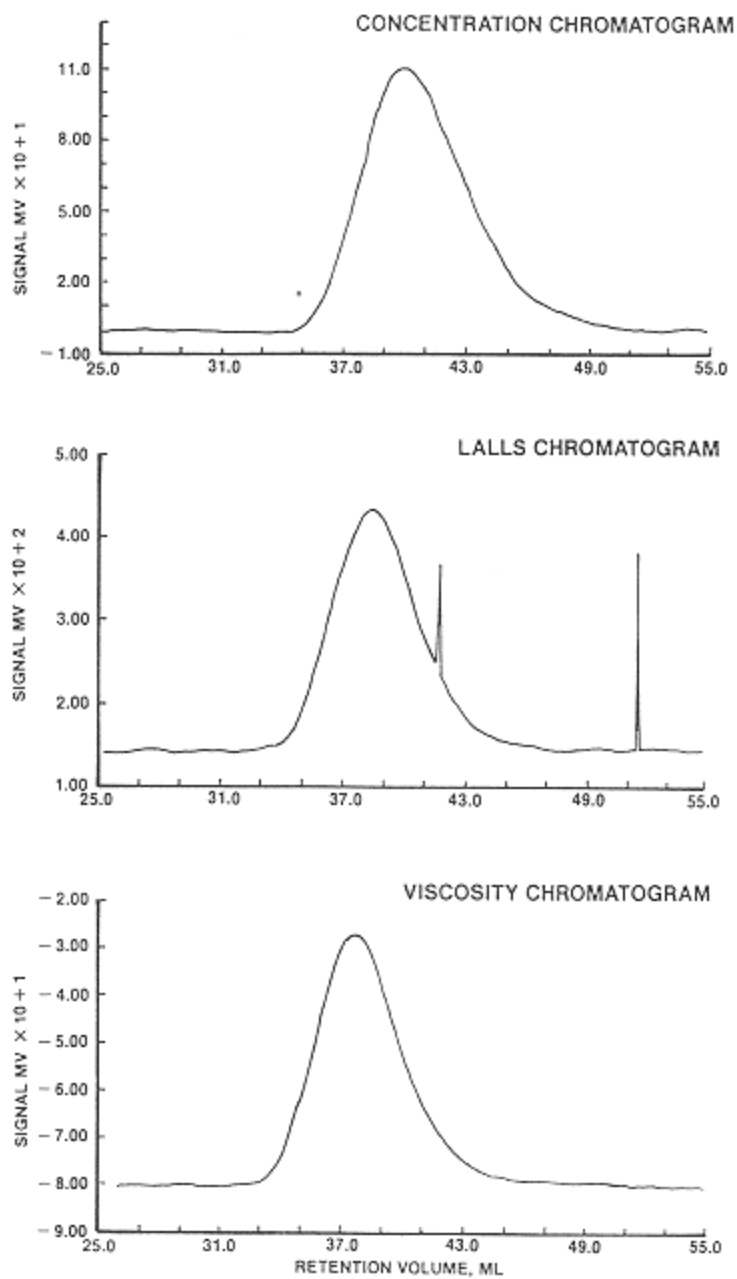 CONCENTRATION CHROMATOGRAM
SIGNAL MV × 10 + 1
11.0
8.00
5.00
2.00
− 1.00
25.0 31.0 37.0 43.0 49.0 55.0
LALLS CHROMATOGRAM
SIGNAL MV × 10 + 2
5.00
4.00
3.00
2.00
1.00
25.0 31.0 37.0 43.0 49.0 55.0
VISCOSITY CHROMATOGRAM
SIGNAL MV × 10 + 1
− 2.00
− 3.00
− 4.00
− 5.00
− 6.00
− 7.00
− 8.00
− 9.00
25.0 31.0 37.0 43.0 49.0 55.0
RETENTION VOLUME, ML